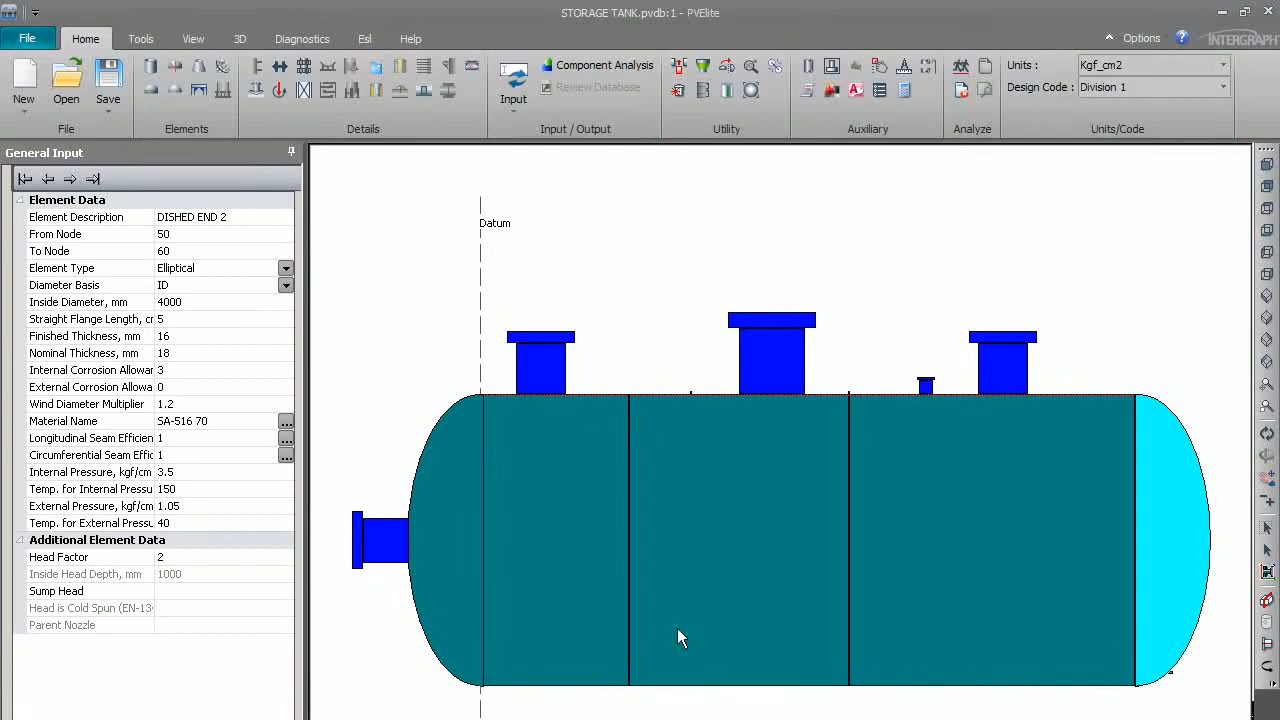 STORAGE TANK.pvdb:1 - PVElite
File Home Tools View 3D Diagnostics Esl Help Options
INTERGRAPH
New Open Save Input
Component Analysis
Review Database
Units : Kgf_cm2
Design Code : Division 1
File Elements Details Input / Output Utility Auxiliary Analyze Units/Code
General Input
Element Data
Element Description DISHED END 2
From Node 50
To Node 60
Element Type Elliptical
Diameter Basis ID
Inside Diameter, mm 4000
Straight Flange Length, cr 5
Finished Thickness, mm 16
Nominal Thickness, mm 18
Internal Corrosion Allowar 3
External Corrosion Allowa 0
Wind Diameter Multiplier 1.2
Material Name SA-516 70
Longitudinal Seam Efficien 1
Circumferential Seam Effic 1
Internal Pressure, kgf/cm 3.5
Temp. for Internal Pressu 150
External Pressure, kgf/cm 1.05
Temp. for External Pressu 40
Additional Element Data
Head Factor 2
Inside Head Depth, mm 1000
Sump Head
Head is Cold Spun (EN-13
Parent Nozzle
Datum